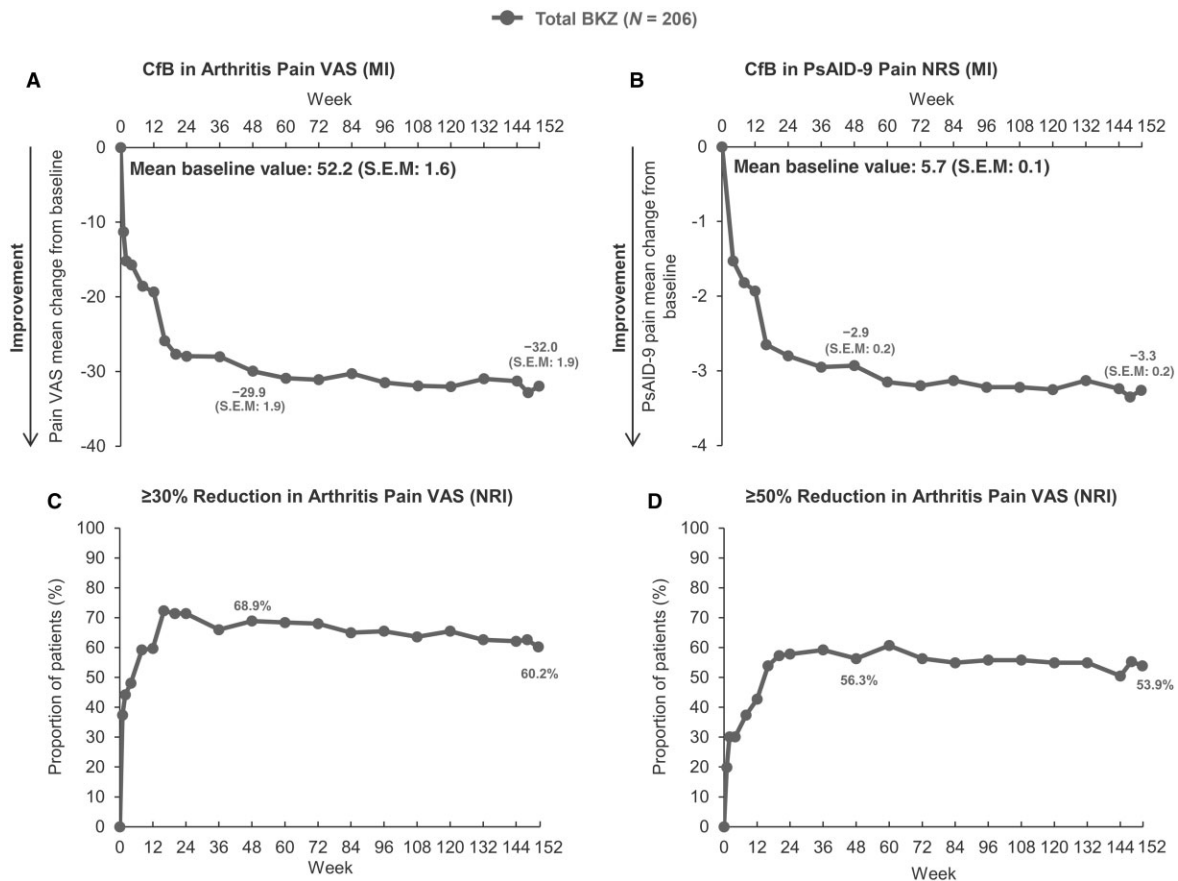 Total BKZ (N = 206)
A
CfB in Arthritis Pain VAS (MI)
Week
0 12 24 36 48 60 72 84 96 108 120 132 144 152
0
-10
-20
-30
-40
Improvement
Pain VAS mean change from baseline
Mean baseline value: 52.2 (S.E.M: 1.6)
−29.9
(S.E.M: 1.9)
−32.0
(S.E.M: 1.9)
B
CfB in PsAID-9 Pain NRS (MI)
Week
0 12 24 36 48 60 72 84 96 108 120 132 144 152
0
-1
-2
-3
-4
Improvement
PsAID-9 pain mean change from
baseline
Mean baseline value: 5.7 (S.E.M: 0.1)
−2.9
(S.E.M: 0.2)
−3.3
(S.E.M: 0.2)
C
≥30% Reduction in Arthritis Pain VAS (NRI)
Proportion of patients (%)
100
90
80
70
60
50
40
30
20
10
0
68.9%
60.2%
0 12 24 36 48 60 72 84 96 108 120 132 144 152
Week
D
≥50% Reduction in Arthritis Pain VAS (NRI)
Proportion of patients (%)
100
90
80
70
60
50
40
30
20
10
0
56.3%
53.9%
0 12 24 36 48 60 72 84 96 108 120 132 144 152
Week